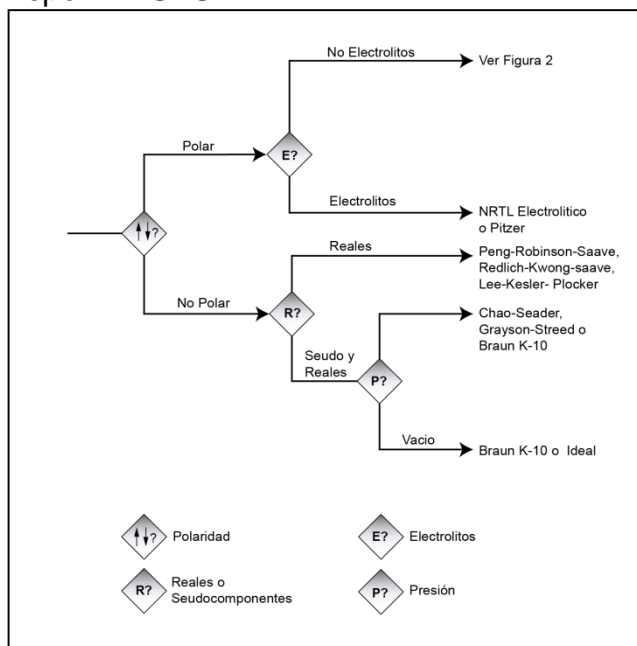 No Electrolitos
Ver Figura 2
Polar
E?
Electrolitos
NRTL Electrolitico
o Pitzer
?
Reales
Peng-Robinson-Saave,
Redlich-Kwong-saave,
Lee-Kesler- Plocker
No Polar
R?
Chao-Seader,
Grayson-Streed o
Braun K-10
Seudo y
Reales
P?
Vacio
Braun K-10 o Ideal
? Polaridad
E? Electrolitos
R? Reales o
Seudocomponentes
P? Presión